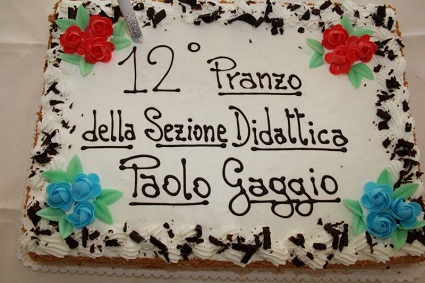 12° Pranzo
della Sezione Didattica
Paolo Gaggio